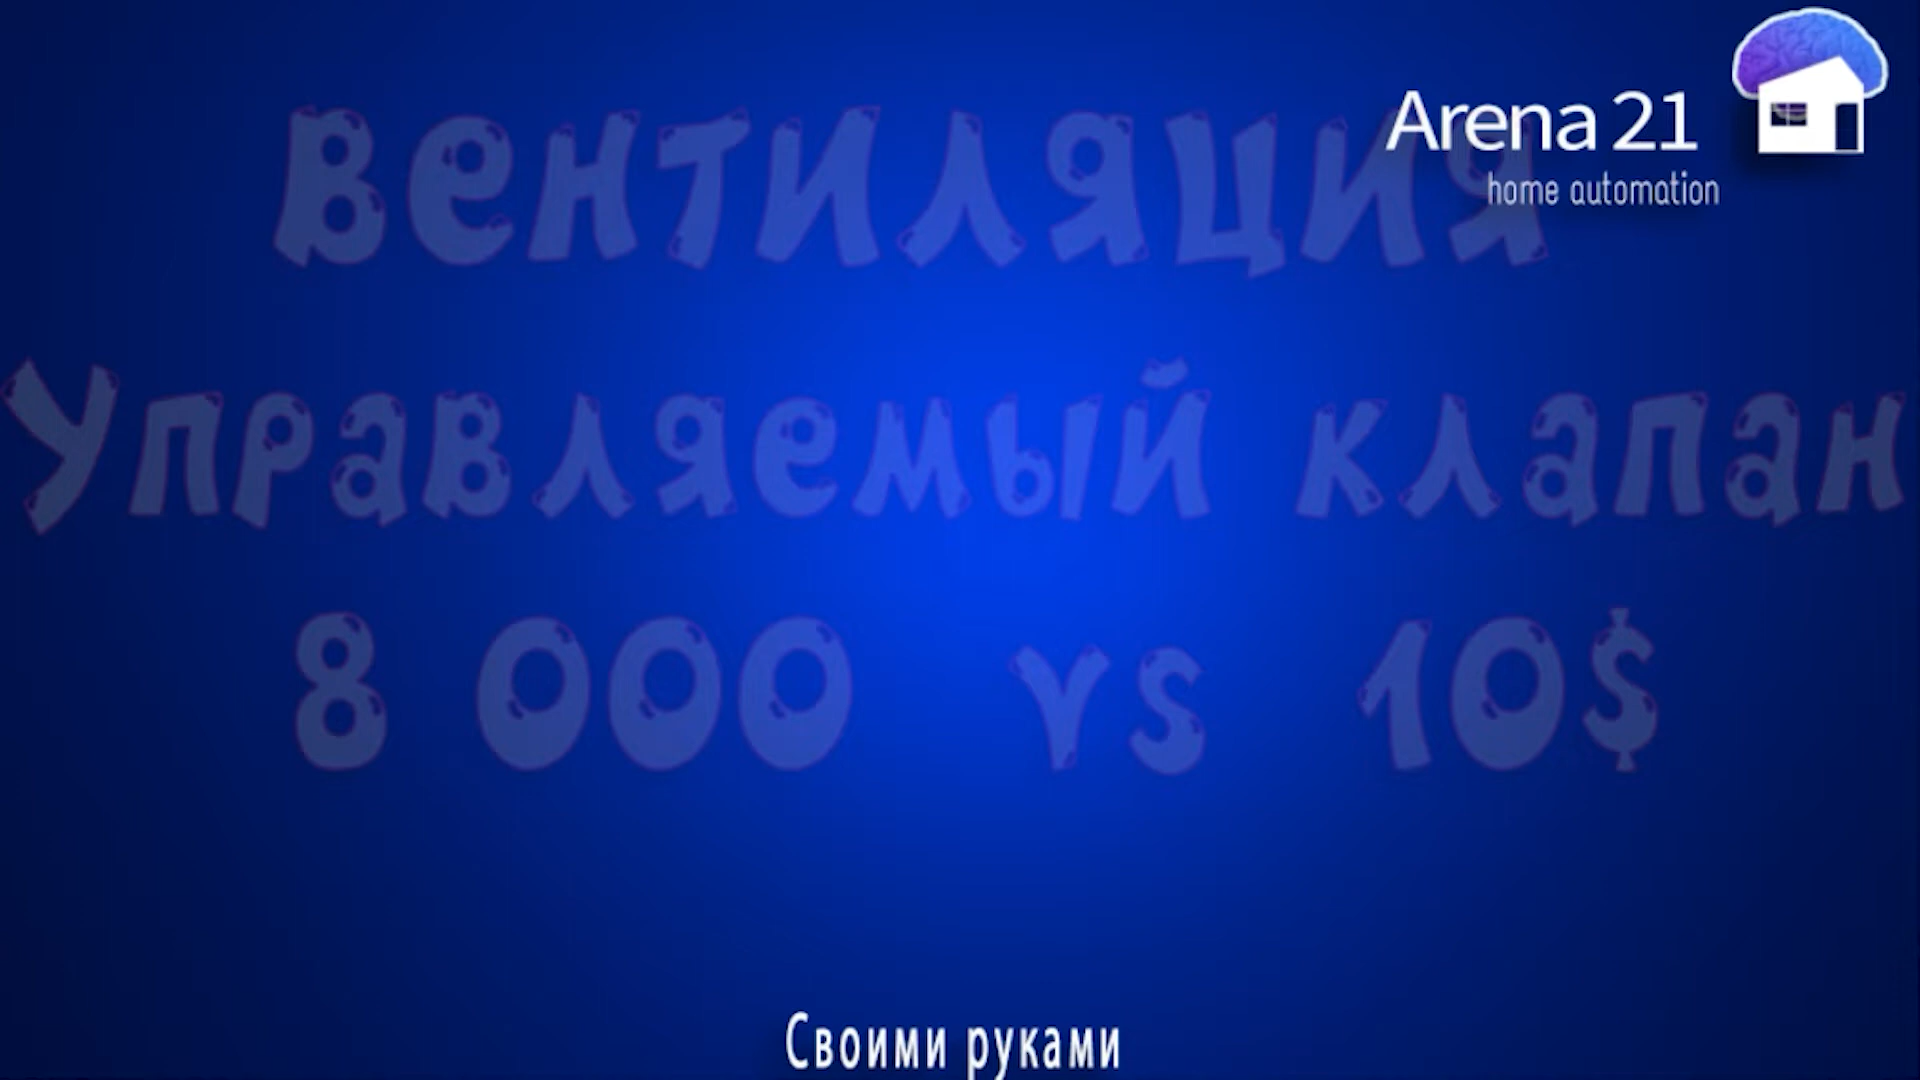 Arena 21
home automation
Вентиляция
Управляемый клапан
8 000 vs 10$
Своими руками